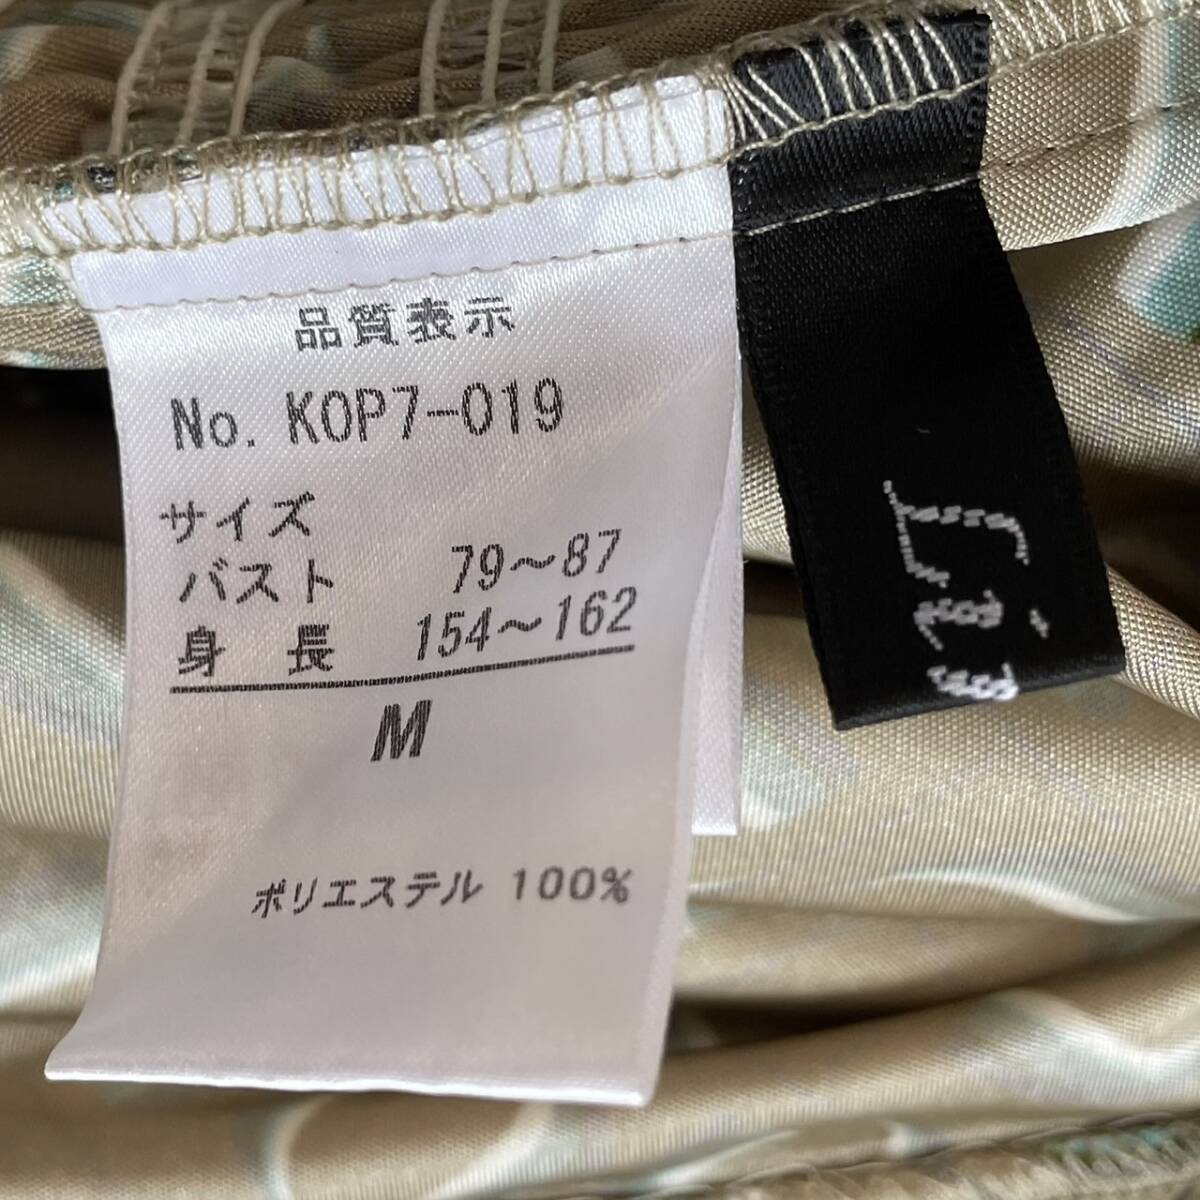 品質表示
No. KOP7-019
サイズ
バスト 79～87
身 長 154～162
M
ポリエステル 100%